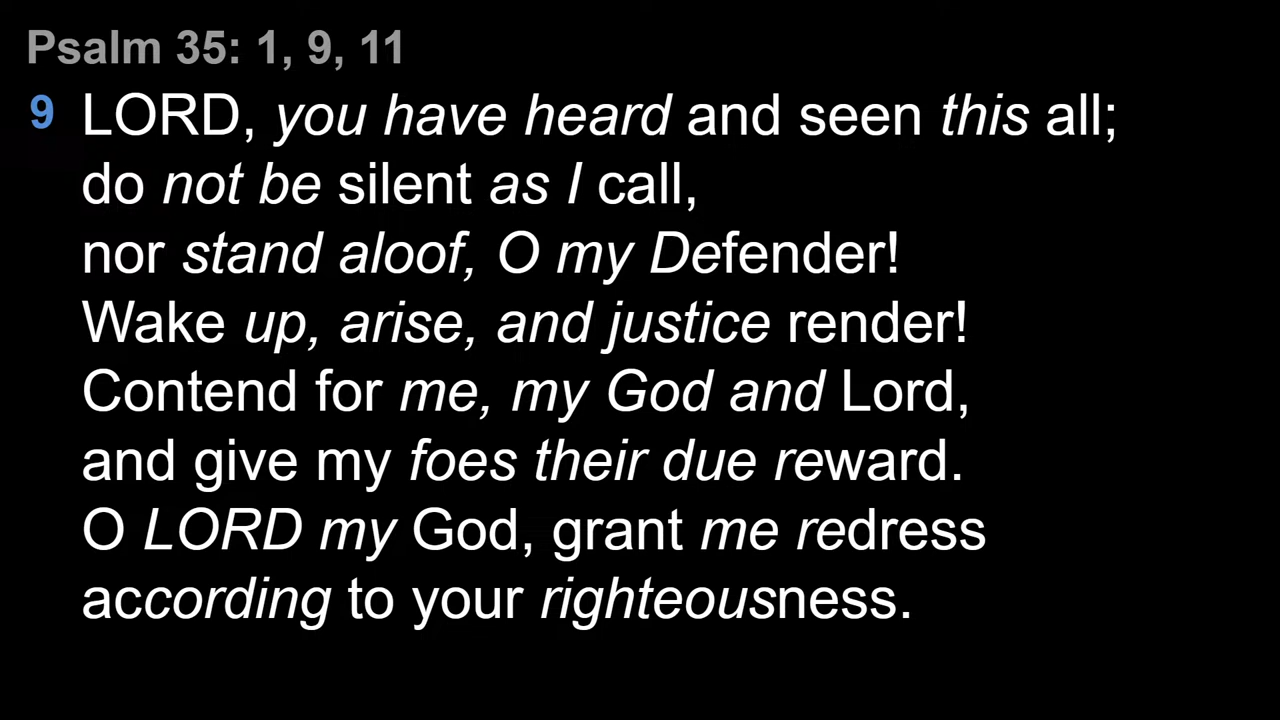 Psalm 35: 1, 9, 11
9 LORD, you have heard and seen this all;
do not be silent as I call,
nor stand aloof, O my Defender!
Wake up, arise, and justice render!
Contend for me, my God and Lord,
and give my foes their due reward.
O LORD my God, grant me redress
according to your righteousness.